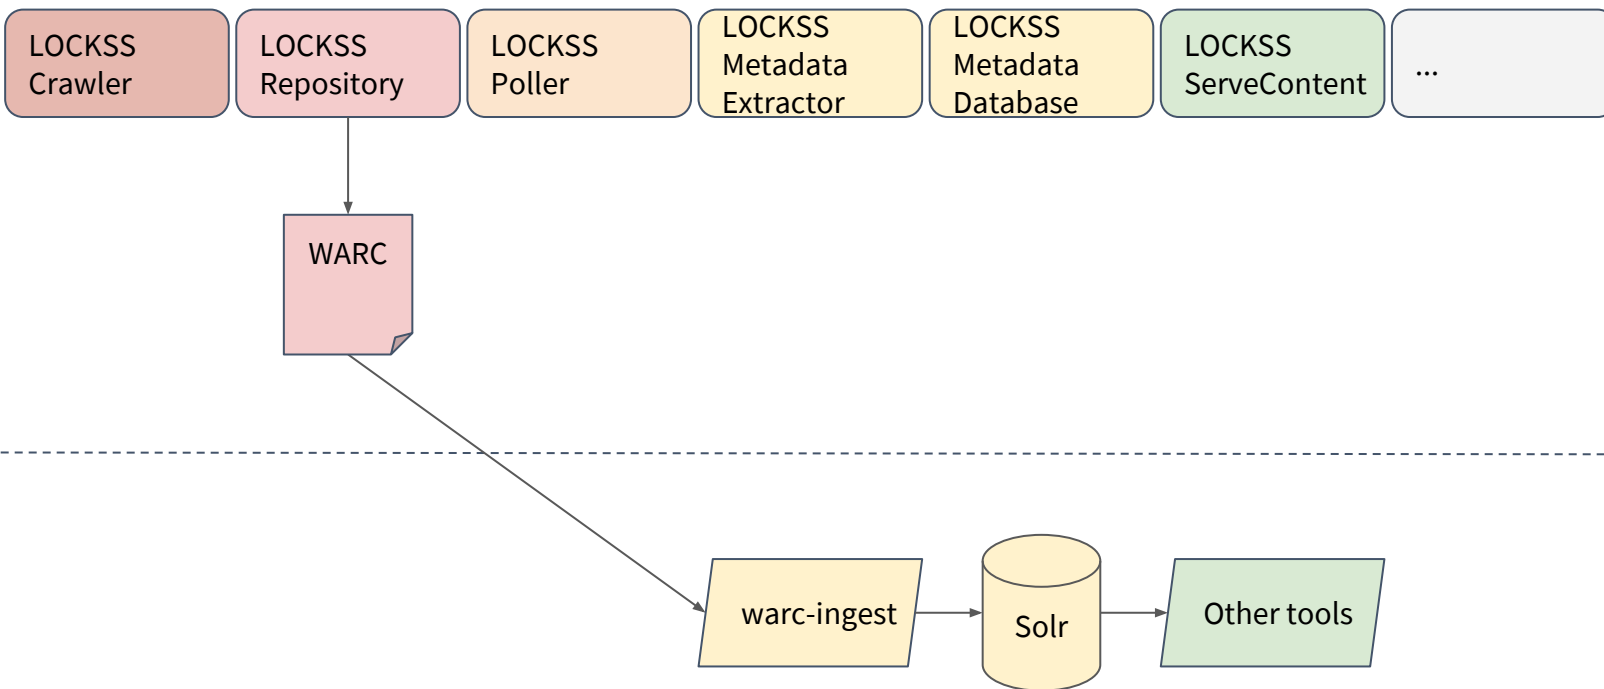 LOCKSS
Crawler
LOCKSS
Repository
LOCKSS
Poller
LOCKSS
Metadata
Extractor
LOCKSS
Metadata
Database
LOCKSS
ServeContent
...
WARC
warc-ingest
Solr
Other tools